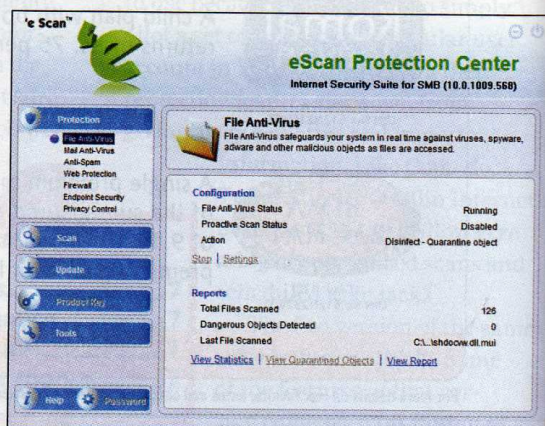 'e Scan™
eScan Protection Center
Internet Security Suite for SMB (10.0.1009.568)
Protection
File Anti-Virus
Mail Anti-Virus
Anti-Spam
Web Protection
Firewall
Endpoint Security
Privacy Control
Scan
Update
Product Key
Tools
Help
Password
File Anti-Virus
File Anti-Virus safeguards your system in real time against viruses, spyware,
adware and other malicious objects as files are accessed.
Configuration
File Anti-Virus Status Running
Proactive Scan Status Disabled
Action Disinfect - Quarantine object
Stop | Settings
Reports
Total Files Scanned 126
Dangerous Objects Detected 0
Last File Scanned C:\...\shdocvw.dll.mui
View Statistics | View Quarantined Objects | View Report